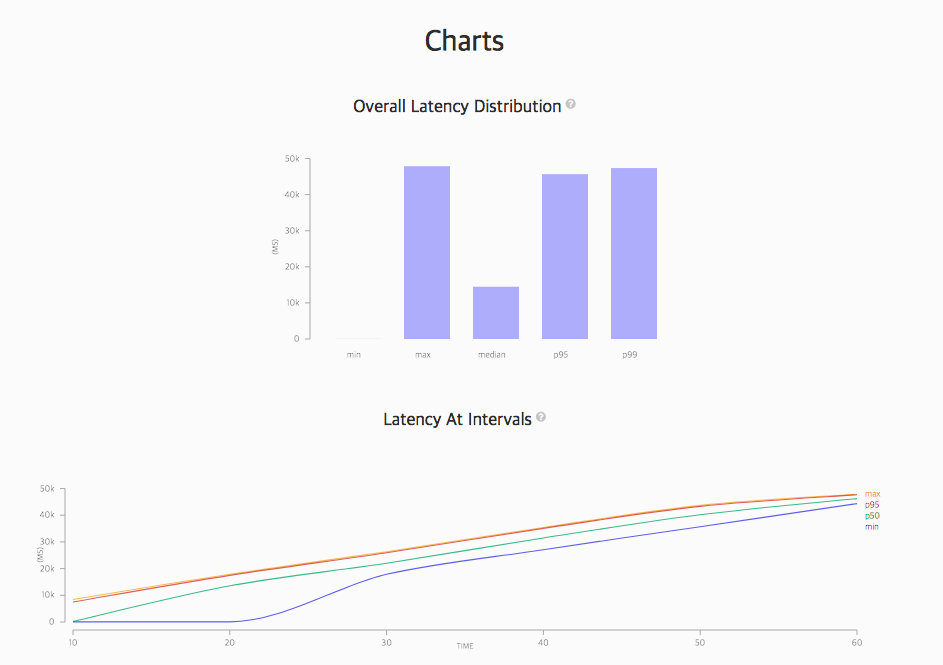 Charts
Overall Latency Distribution ?
50k
40k
30k
20k
10k
0
(MS)
min max median p95 p99
Latency At Intervals ?
50k
40k
30k
20k
10k
0
(MS)
max
p95
p50
min
10 20 30 40 50 60
TIME